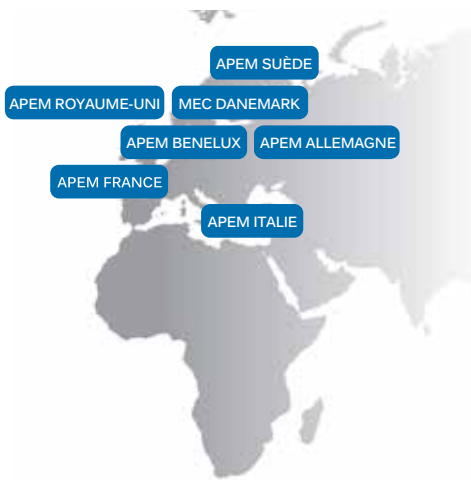 APEM SUÈDE
APEM ROYAUME-UNI
MEC DANEMARK
APEM BENELUX
APEM ALLEMAGNE
APEM FRANCE
APEM ITALIE